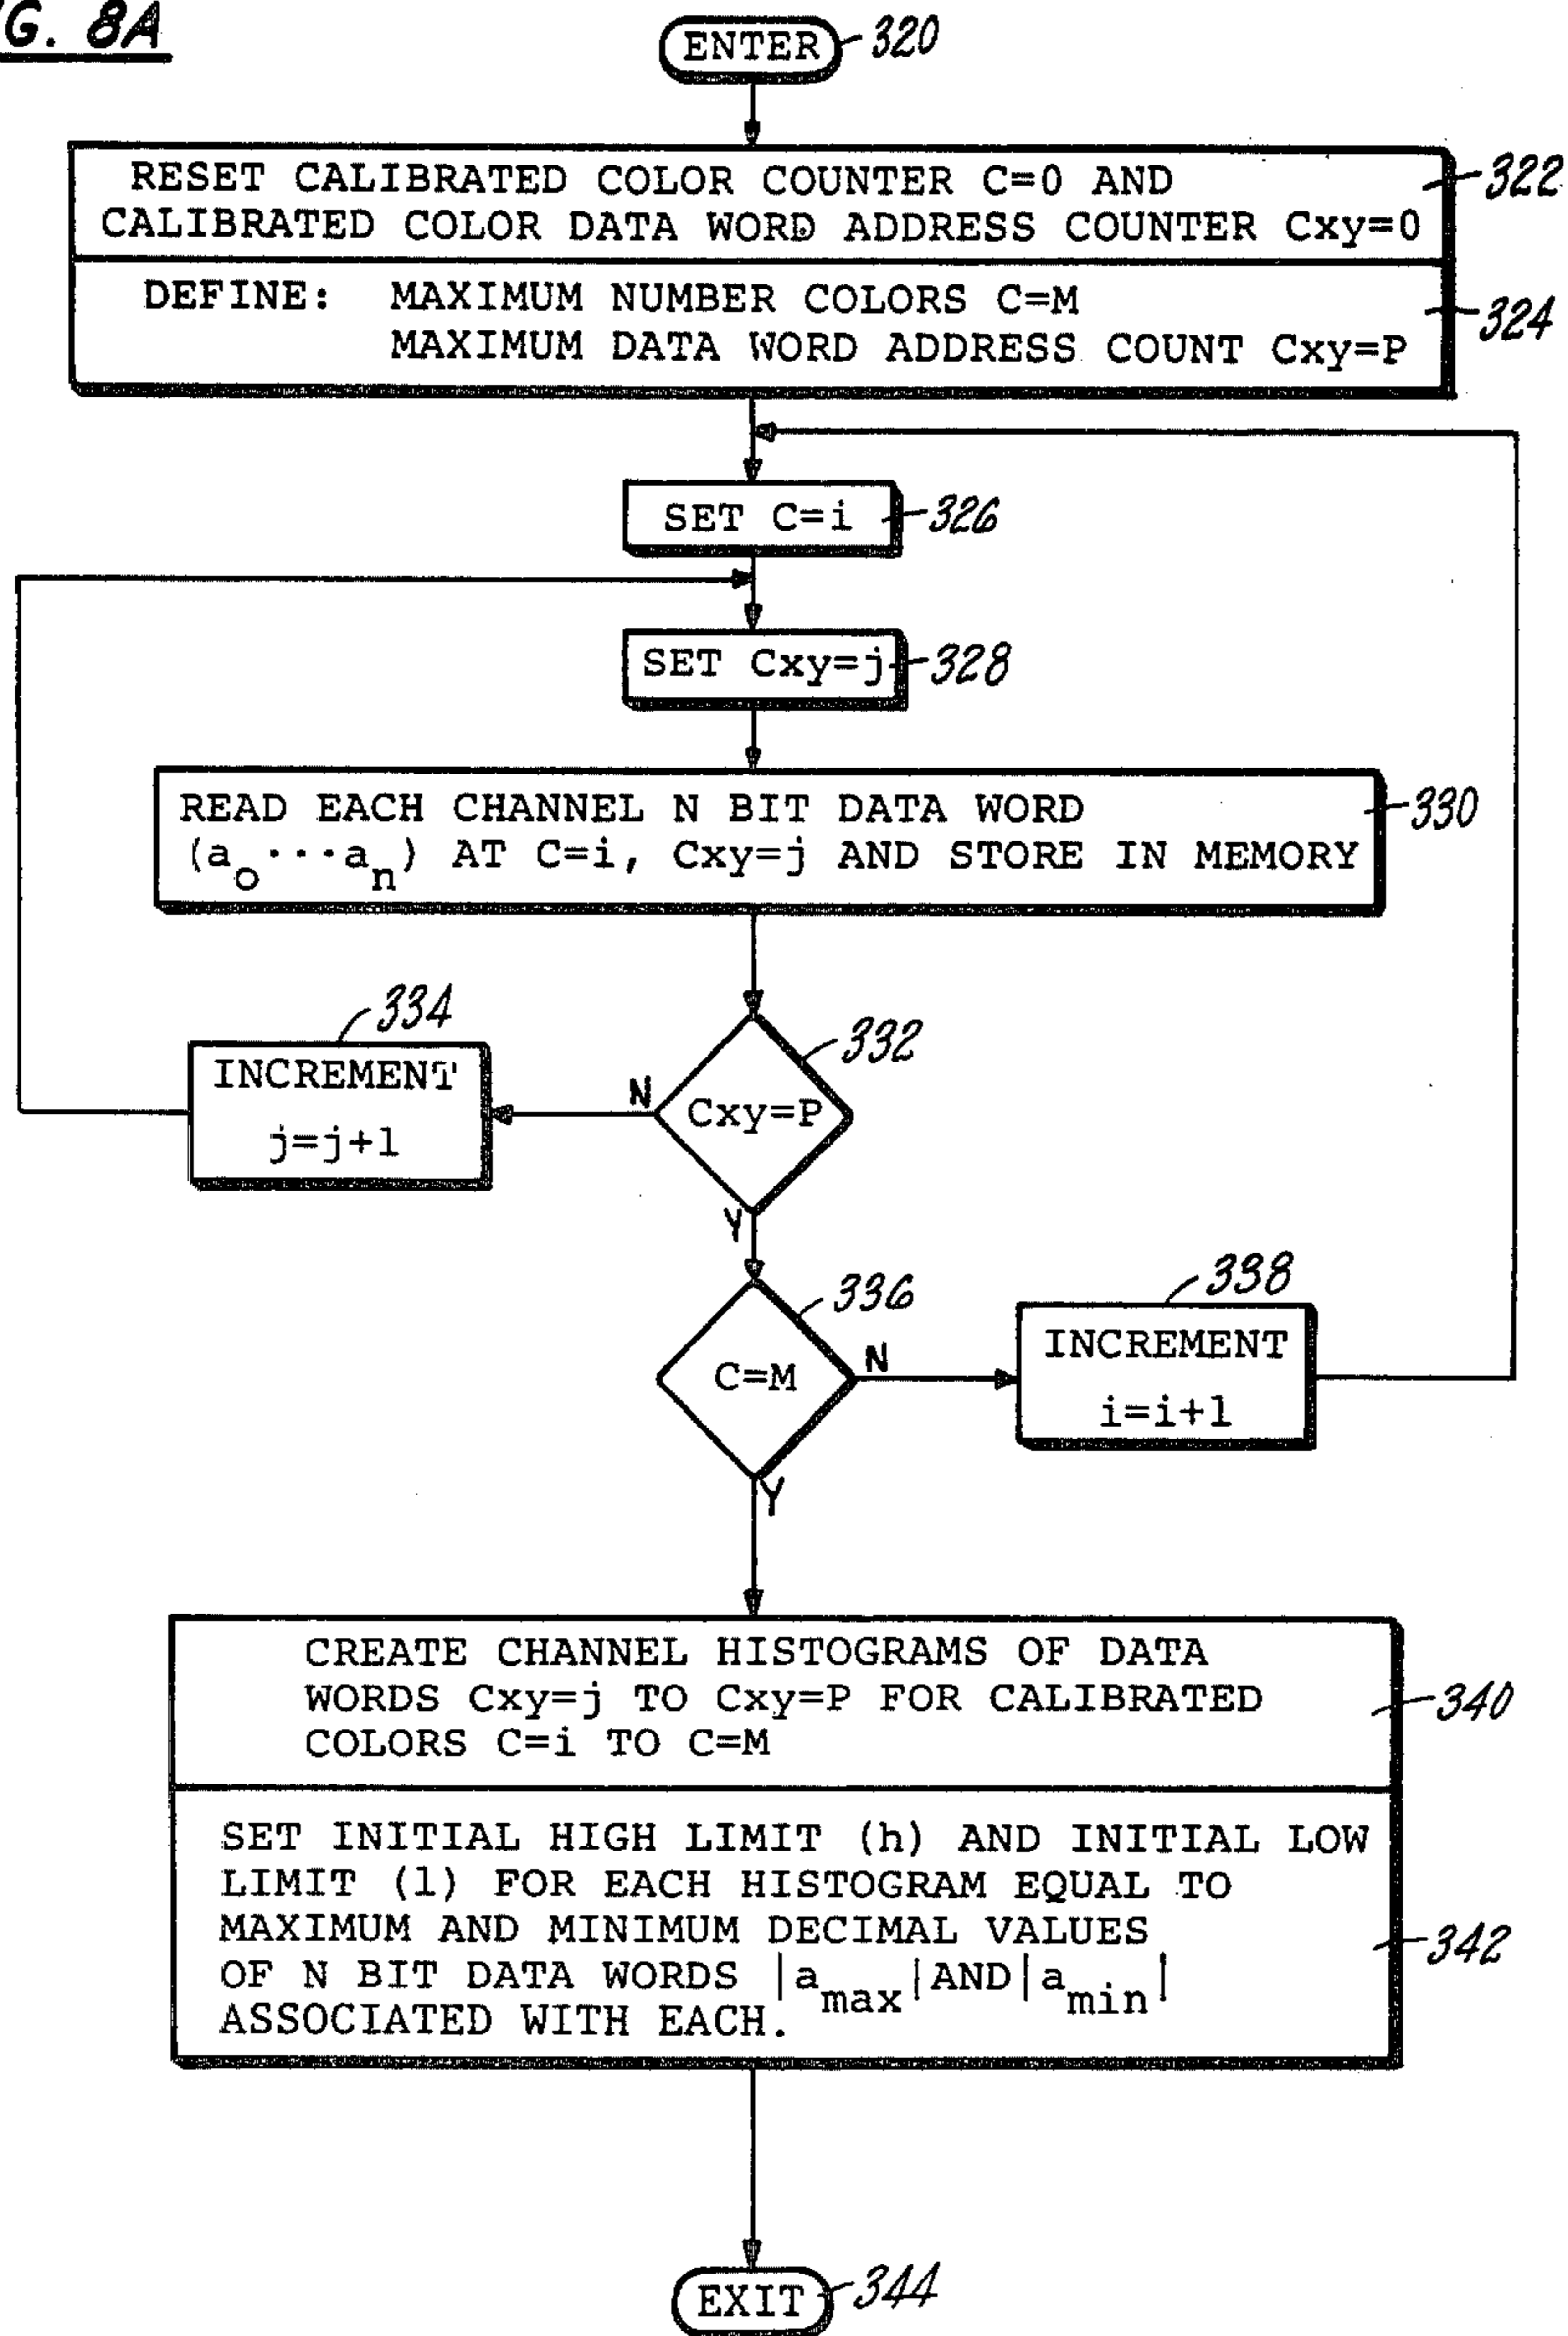 G. 8A
ENTER 320
RESET CALIBRATED COLOR COUNTER C=0 AND
CALIBRATED COLOR DATA WORD ADDRESS COUNTER Cxy=0
322
DEFINE: MAXIMUM NUMBER COLORS C=M
MAXIMUM DATA WORD ADDRESS COUNT Cxy=P
324
SET C=i 326
SET Cxy=j 328
READ EACH CHANNEL N BIT DATA WORD
(a_o···a_n) AT C=i, Cxy=j AND STORE IN MEMORY
330
334
INCREMENT
j=j+1
N
332
Cxy=P
Y
336
C=M
N
338
INCREMENT
i=i+1
Y
CREATE CHANNEL HISTOGRAMS OF DATA
WORDS Cxy=j TO Cxy=P FOR CALIBRATED
COLORS C=i TO C=M
340
SET INITIAL HIGH LIMIT (h) AND INITIAL LOW
LIMIT (l) FOR EACH HISTOGRAM EQUAL TO
MAXIMUM AND MINIMUM DECIMAL VALUES
OF N BIT DATA WORDS |a_max| AND |a_min|
ASSOCIATED WITH EACH.
342
EXIT 344